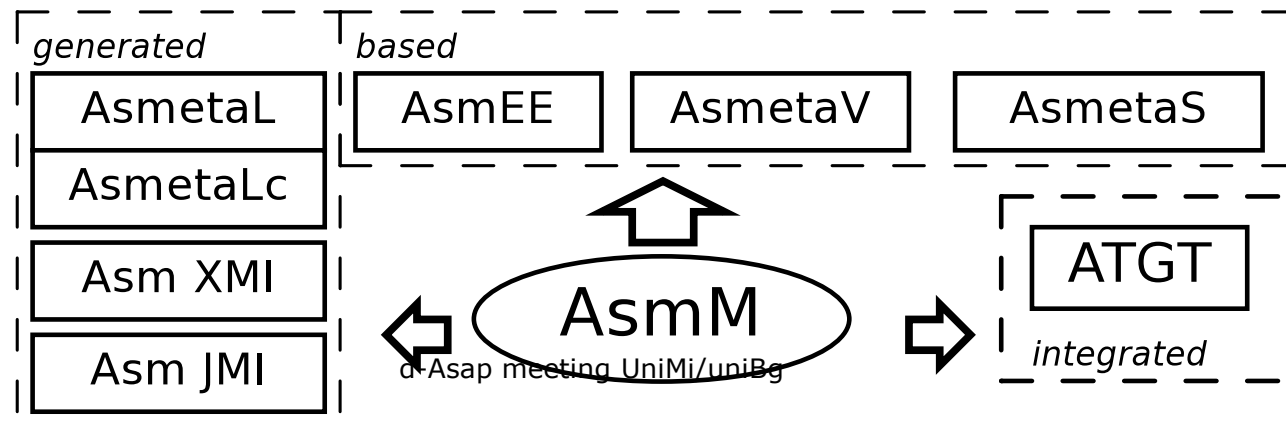 generated
AsmetaL
AsmetaLc
Asm XMI
Asm JMI
based
AsmEE
AsmetaV
AsmetaS
AsmM
d-Asap meeting UniMi/uniBg
ATGT
integrated